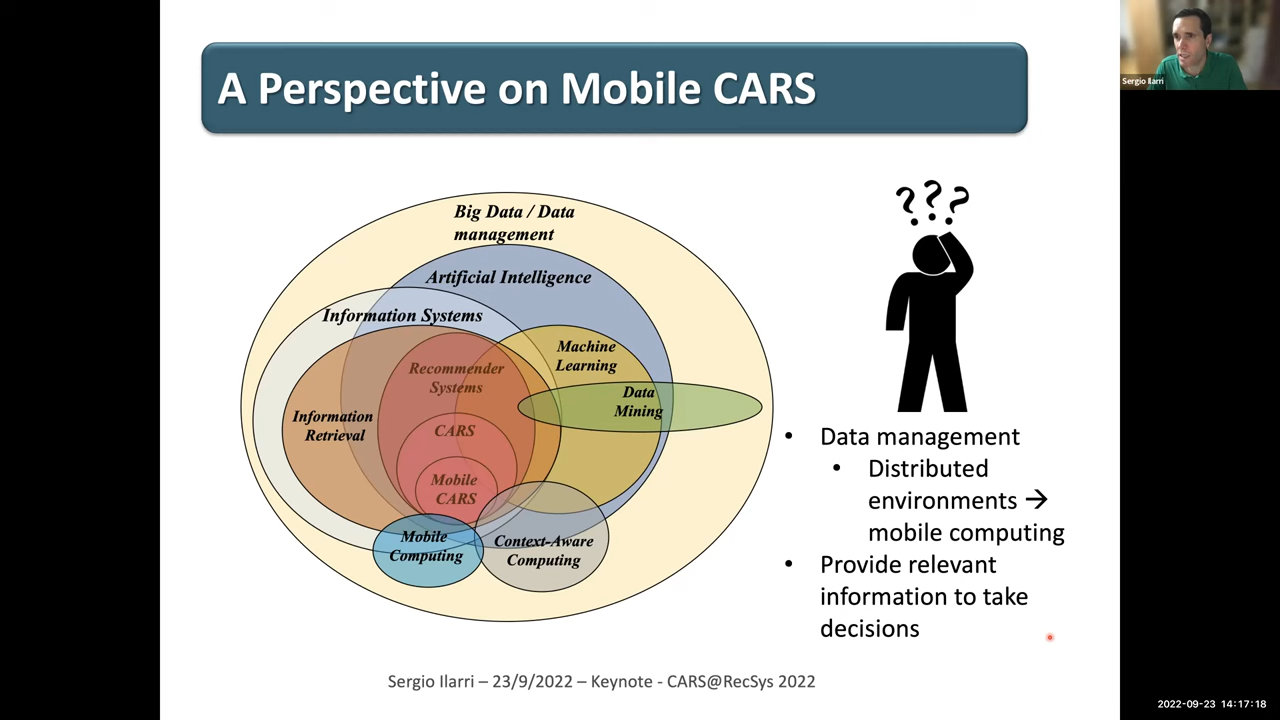 A Perspective on Mobile CARS
Sergio Ilarri
Big Data / Data
management
Artificial Intelligence
Information Systems
Machine
Learning
Recommender
Systems
Data
Mining
Information
Retrieval
CARS
Mobile
CARS
Mobile
Computing
Context-Aware
Computing
? ? ?
• Data management
• Distributed
environments →
mobile computing
• Provide relevant
information to take
decisions
Sergio Ilarri – 23/9/2022 – Keynote - CARS@RecSys 2022
2022-09-23 14:17:18